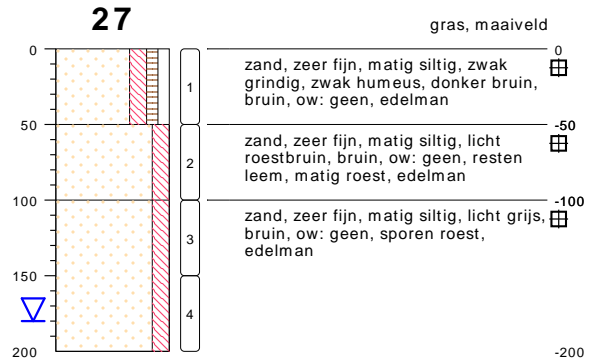 27
gras, maaiveld
0
0
1
zand, zeer fijn, matig siltig, zwak
grindig, zwak humeus, donker bruin,
bruin, ow: geen, edelman
50
-50
2
zand, zeer fijn, matig siltig, licht
roestbruin, bruin, ow: geen, resten
leem, matig roest, edelman
100
-100
3
zand, zeer fijn, matig siltig, licht grijs,
bruin, ow: geen, sporen roest,
edelman
150
4
200
-200